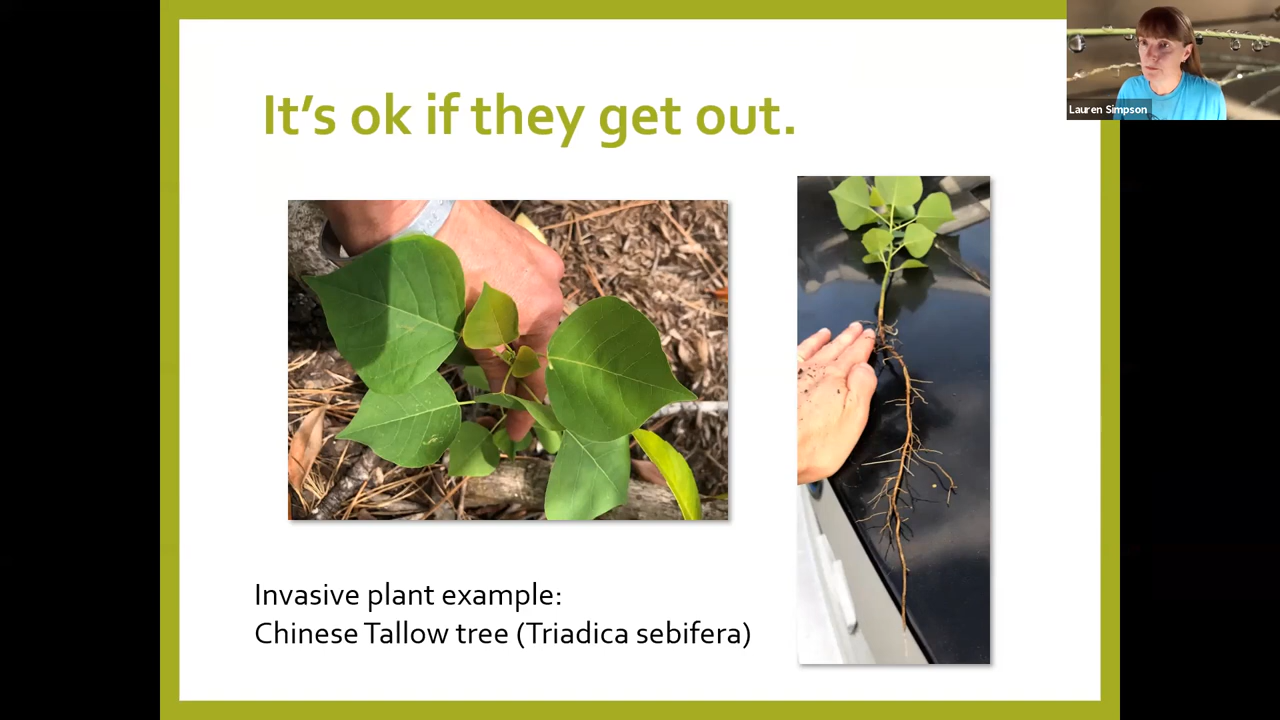 It's ok if they get out.
Lauren Simpson
Invasive plant example:
Chinese Tallow tree (Triadica sebifera)